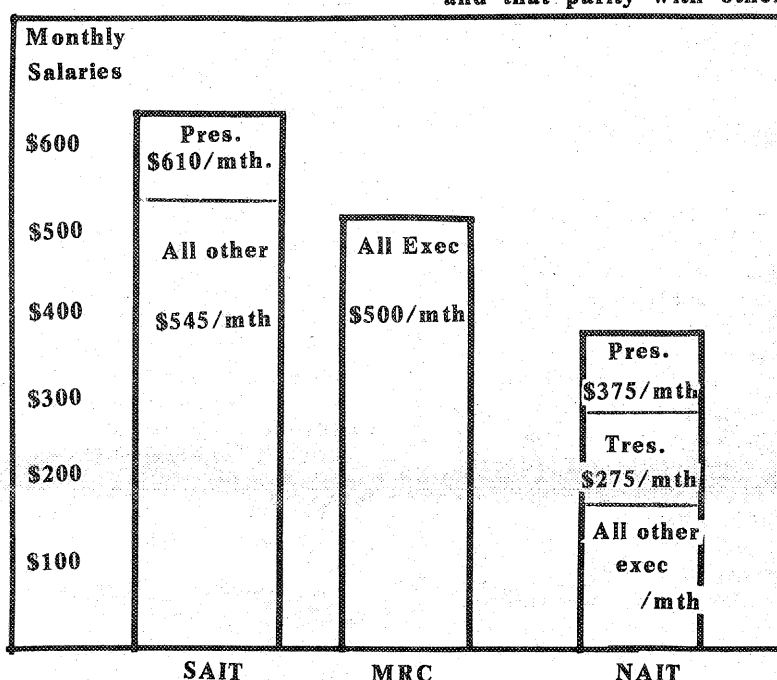 and that parity with other
Monthly
Salaries
$600
$500
$400
$300
$200
$100
Pres.
$610/mth.
All other
$545/mth
All Exec
$500/mth
Pres.
$375/mth
Tres.
$275/mth
All other
exec
/mth
SAIT MRC NAIT